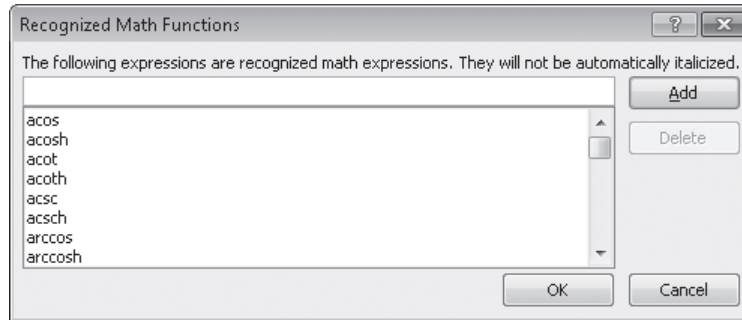 Recognized Math Functions
The following expressions are recognized math expressions. They will not be automatically italicized.
Add
acos
acosh
acot
acoth
acsc
acsch
arccos
arccosh
Delete
OK
Cancel